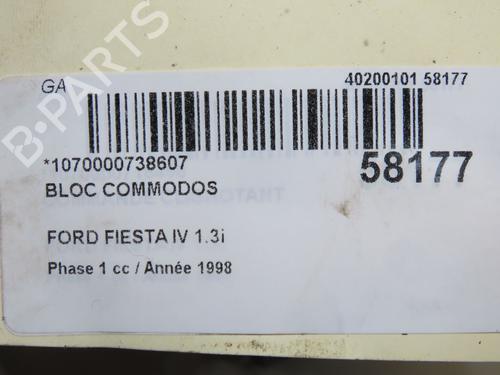 B-PARTS
GA
40200101 58177
*1070000738607
58177
BLOC COMMODOS
FORD FIESTA IV 1.3i
Phase 1 cc / Année 1998